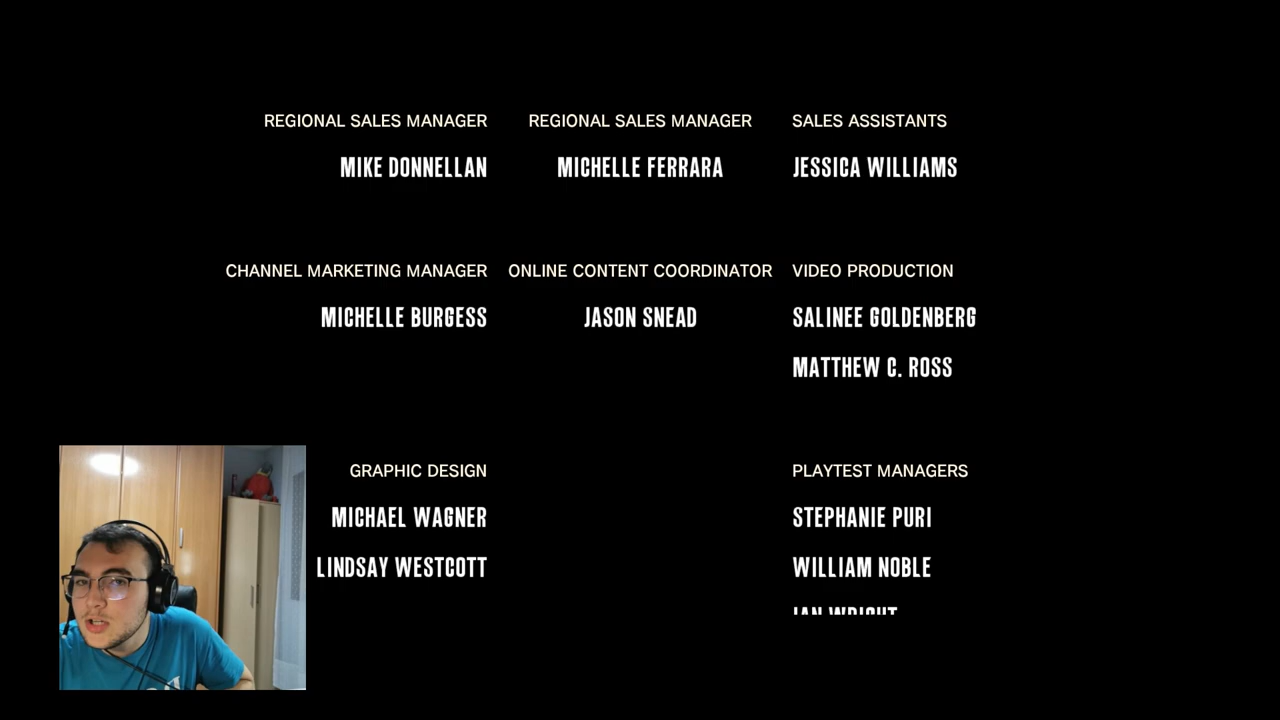 REGIONAL SALES MANAGER
MIKE DONNELLAN
REGIONAL SALES MANAGER
MICHELLE FERRARA
SALES ASSISTANTS
JESSICA WILLIAMS
CHANNEL MARKETING MANAGER
MICHELLE BURGESS
ONLINE CONTENT COORDINATOR
JASON SNEAD
VIDEO PRODUCTION
SALINEE GOLDENBERG
MATTHEW C. ROSS
GRAPHIC DESIGN
MICHAEL WAGNER
LINDSAY WESTCOTT
PLAYTEST MANAGERS
STEPHANIE PURI
WILLIAM NOBLE
IAN WRIGHT